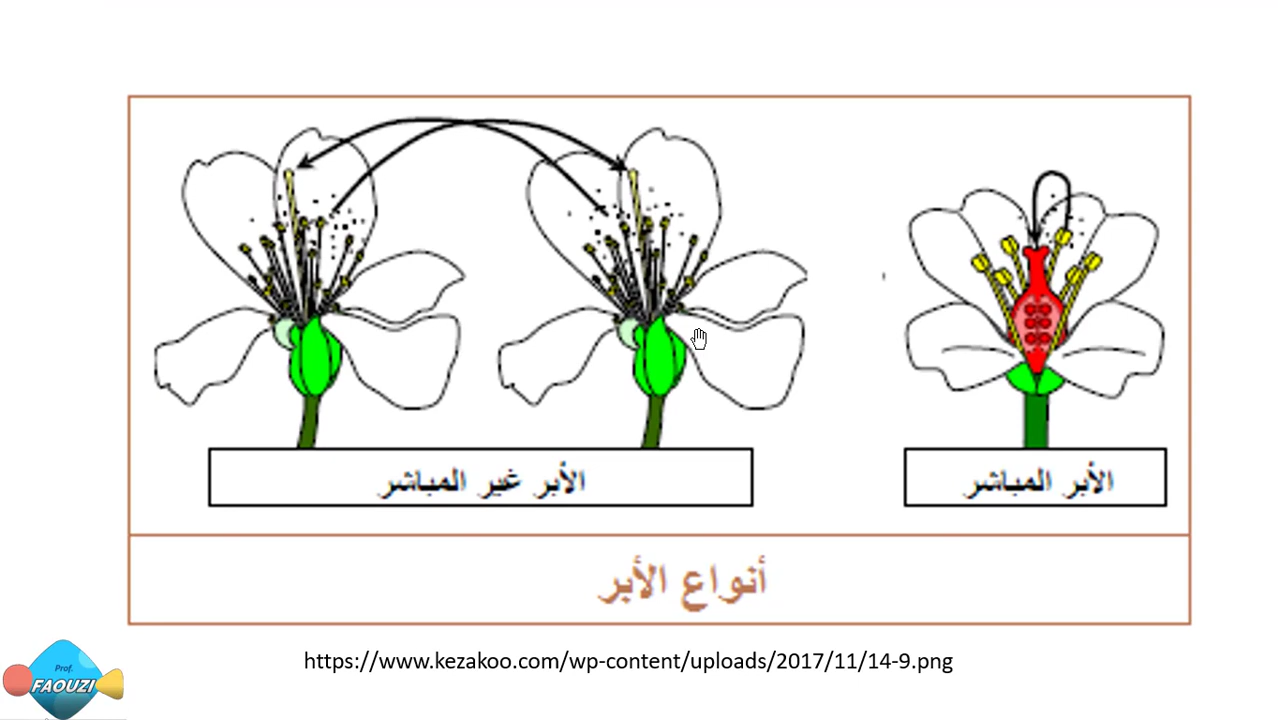 الأبر المباشر
الأبر غير المباشر
أنواع الأبر
https://www.kezakoo.com/wp-content/uploads/2017/11/14-9.png
Prof.
FAOUZI